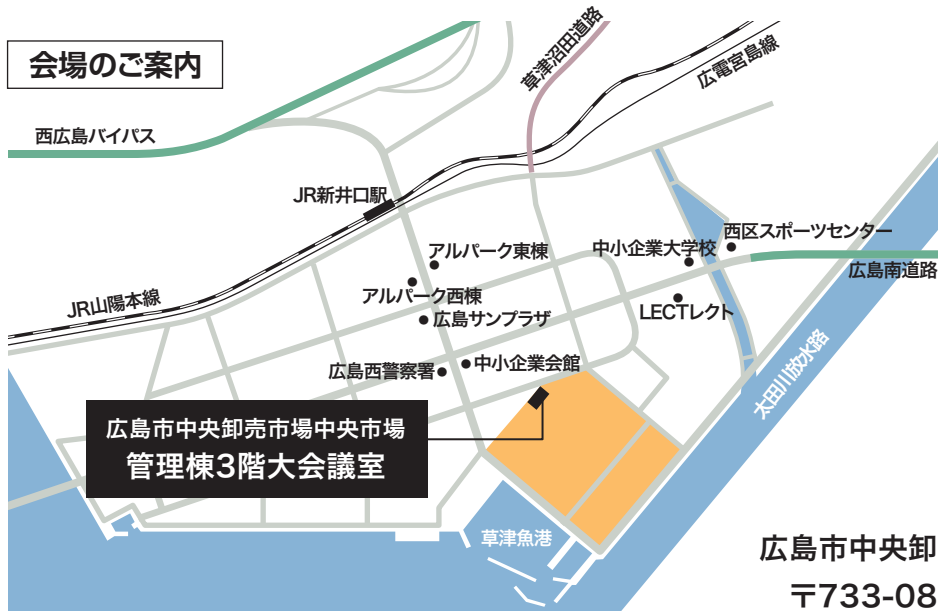 会場のご案内
草津沼田道路
広電宮島線
西広島バイパス
JR新井口駅
アルパーク東棟
中小企業大学校
西区スポーツセンター
広島南道路
アルパーク西棟
JR山陽本線
LECTレクト
広島サンプラザ
広島西警察署
中小企業会館
太田川放水路
広島市中央卸売市場中央市場
管理棟3階大会議室
草津魚港
広島市中央卸
〒733-08